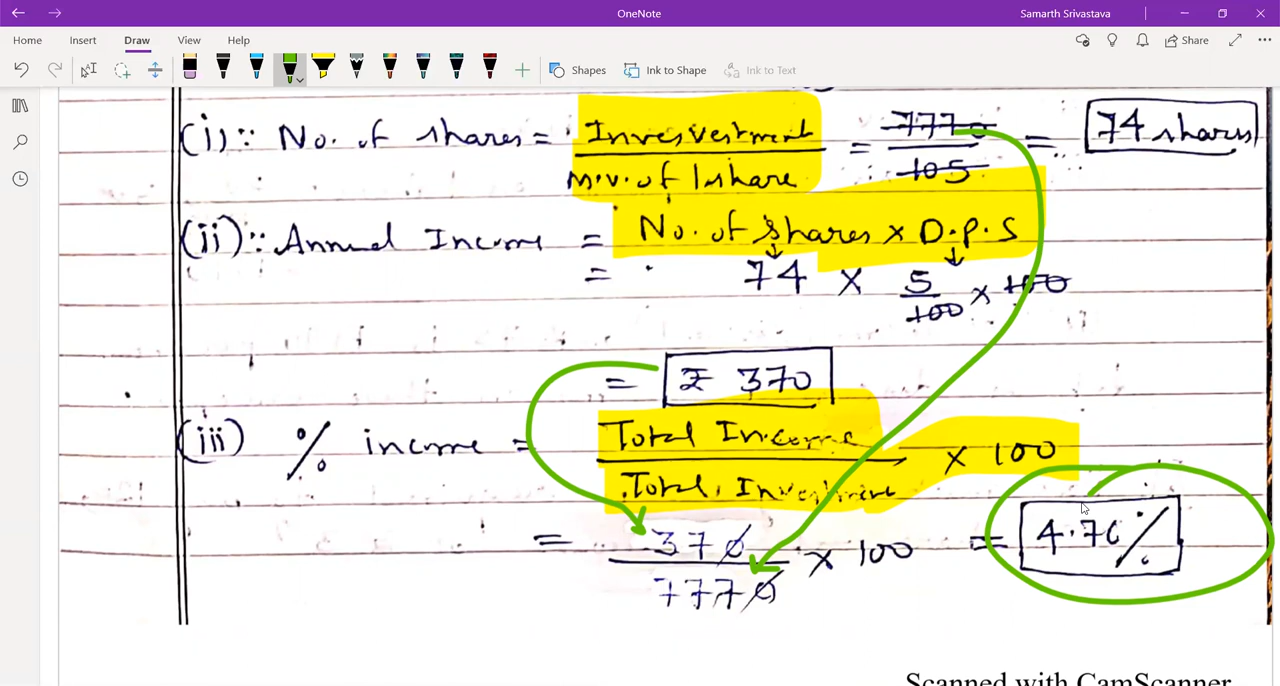 OneNote
Samarth Srivastava
Home Insert Draw View Help
Share
Shapes Ink to Shape Ink to Text
(i) ∵ No. of shares = Invesvestment / M.V. of 1 share = 7770 / 105 = 74 shares
(ii) ∵ Annual Income = No. of shares × D.P.S
= 74 × 5/100 × 100
= ₹ 370
(iii) % income = Total Income / Total Investment × 100
= 370 / 7770 × 100 = 4.76 %
Scanned with CamScanner